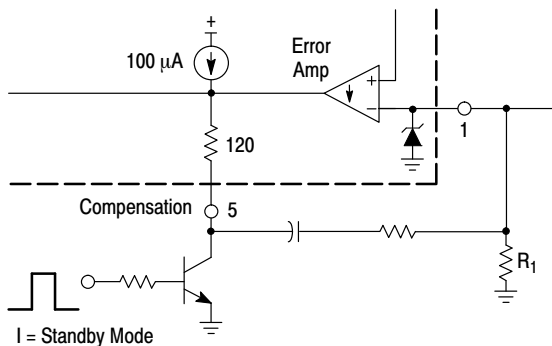 +
100 μA
Error
Amp
+
−
1
120
Compensation
5
R1
I = Standby Mode